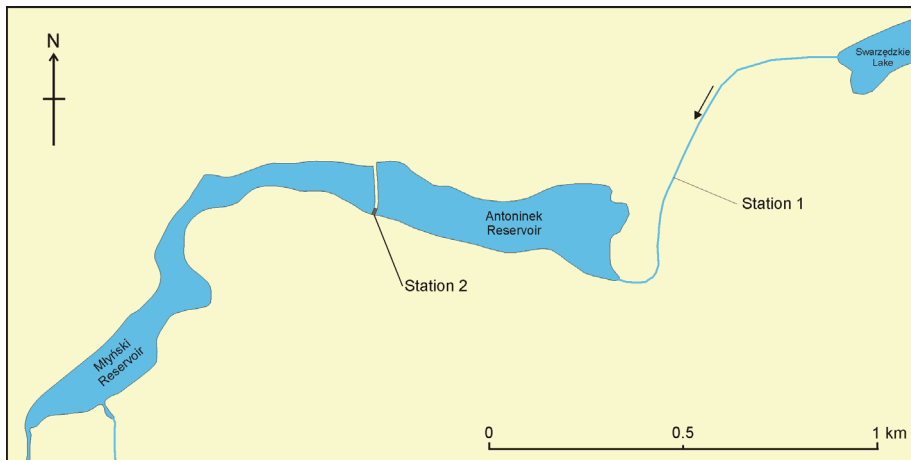 N
Swarzędzkie
Lake
Station 1
Antoninek
Reservoir
Station 2
Młyński
Reservoir
0
0.5
1 km